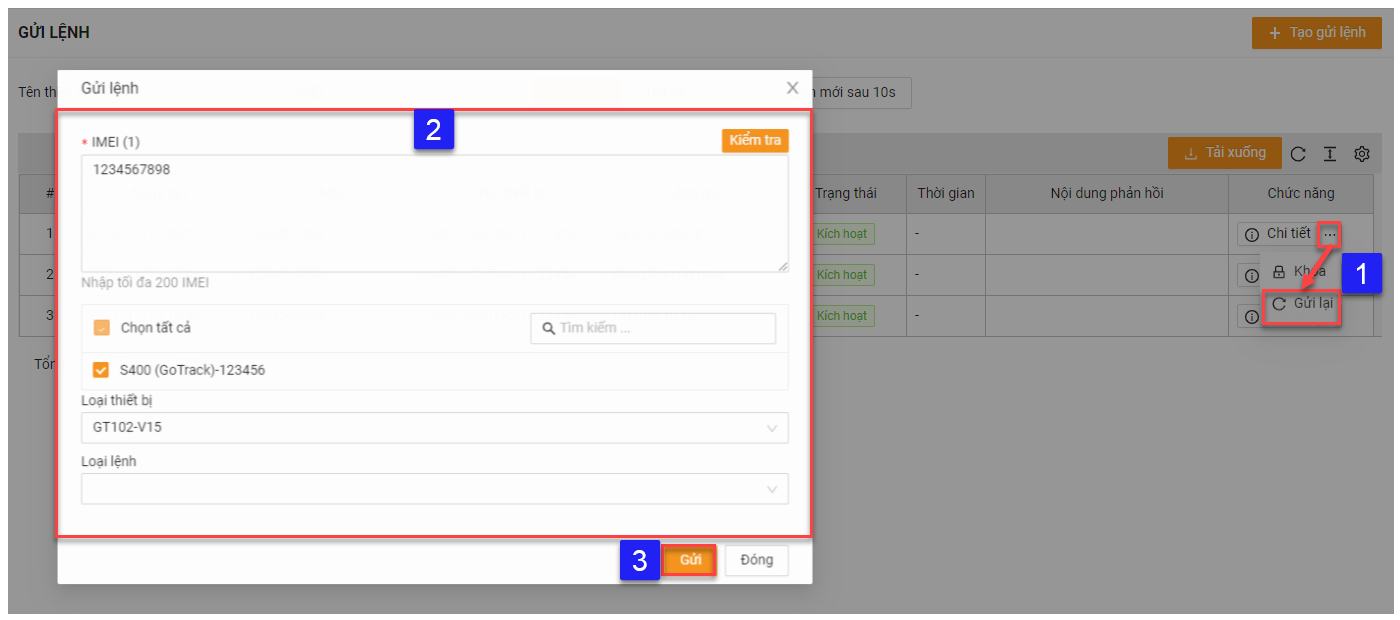 GỬI LỆNH
+ Tạo gửi lệnh
Tên th
mới sau 10s
Gửi lệnh
2
* IMEI (1)
Kiểm tra
1234567898
Nhập tối đa 200 IMEI
Chọn tất cả
Tìm kiếm ...
S400 (GoTrack)-123456
Loại thiết bị
GT102-V15
Loại lệnh
3
Gửi
Đóng
Tải xuống
# Trạng thái Thời gian Nội dung phản hồi Chức năng
1 Kích hoạt - Chi tiết ...
2 Kích hoạt -
3 Kích hoạt -
Khóa
Gửi lại
1
Tổn